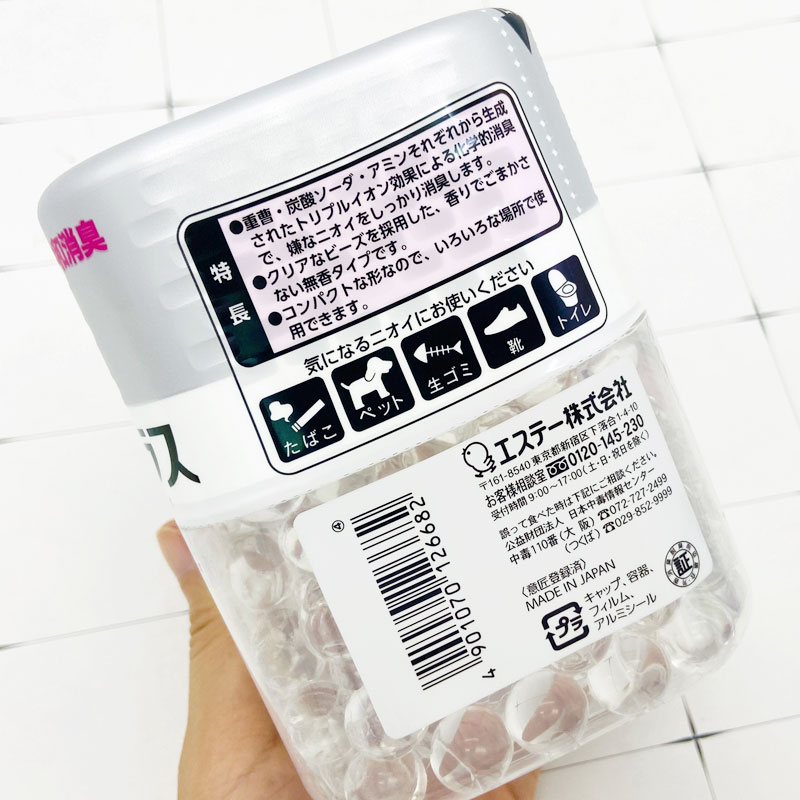 消臭
特長
●重曹・炭酸ソーダ・アミンそれぞれから生成
されたトリプルイオン効果による化学的消臭
で、嫌なニオイをしっかり消臭します。
●クリアなビーズを採用した、香りでごまかさ
ない無香タイプです。
●コンパクトな形なので、いろいろな場所で使
用できます。
気になるニオイにお使いください
たばこ
ペット
生ゴミ
靴
トイレ
ラス
エステー株式会社
〒161-8540 東京都新宿区下落合1-4-10
お客様相談室 0120-145-230
受付時間 9:00〜17:00(土・日・祝日を除く)
誤って食べた時は下記にご相談ください。
公益財団法人 日本中毒情報センター
中毒110番(大 阪)☎072-727-2499
(つくば)☎029-852-9999
〈意匠登録済〉
MADE IN JAPAN
プラ
キャップ、容器、
フィルム、
アルミシール
証
4 901070 126682